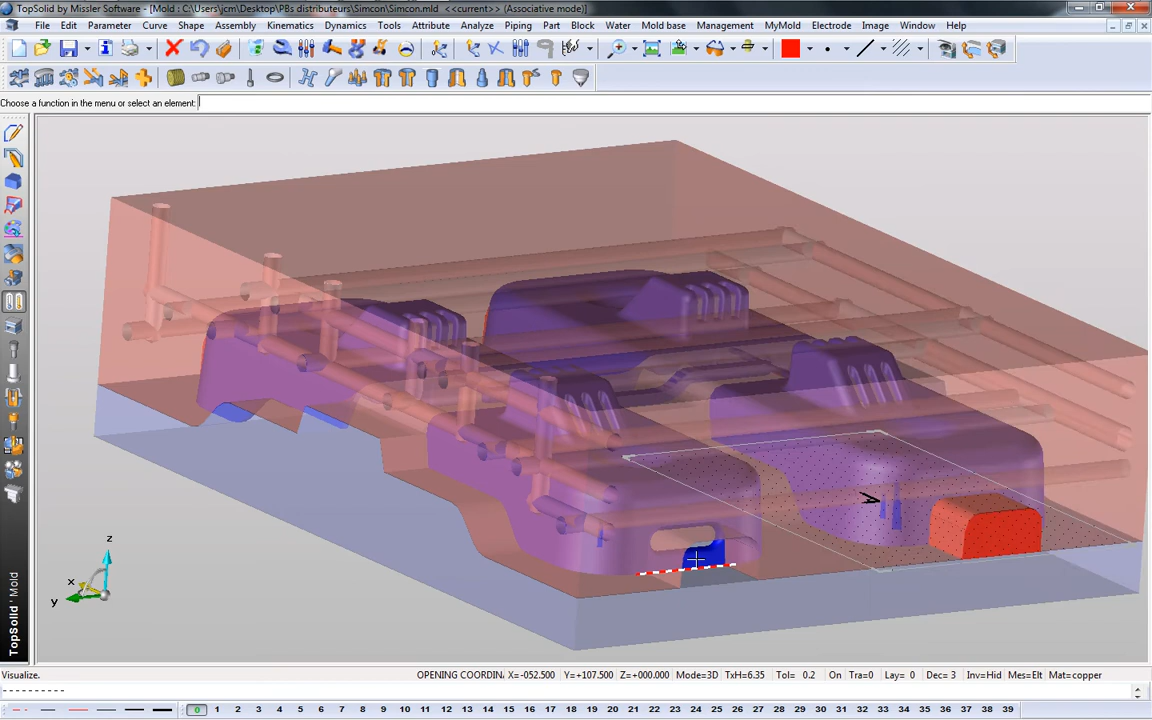 TopSolid by Missler Software - [Mold : C:\Users\jcm\Desktop\PBs distributeurs\Simcon\Simcon.mld <<current>> (Associative mode)]
File Edit Information Parameter Curve Shape Assembly Kinematics Dynamics Tools Attribute Analyze Piping Part Block Water Mold base Management MyMold Electrode Image Window Help
Choose a function in the menu or select an element:
z
x
y
TopSolid'Mold
Visualize. OPENING COORDIN. X=-052.500 Y=+107.500 Z=+000.000 Mode=3D TxH=6.35 Tol= 0.2 On Tra=0 Lay= 0 Dec= 3 Inv=Hid Mes=Elt Mat=copper
----------
0 1 2 3 4 5 6 7 8 9 10 11 12 13 14 15 16 17 18 19 20 21 22 23 24 25 26 27 28 29 30 31 32 33 34 35 36 37 38 39